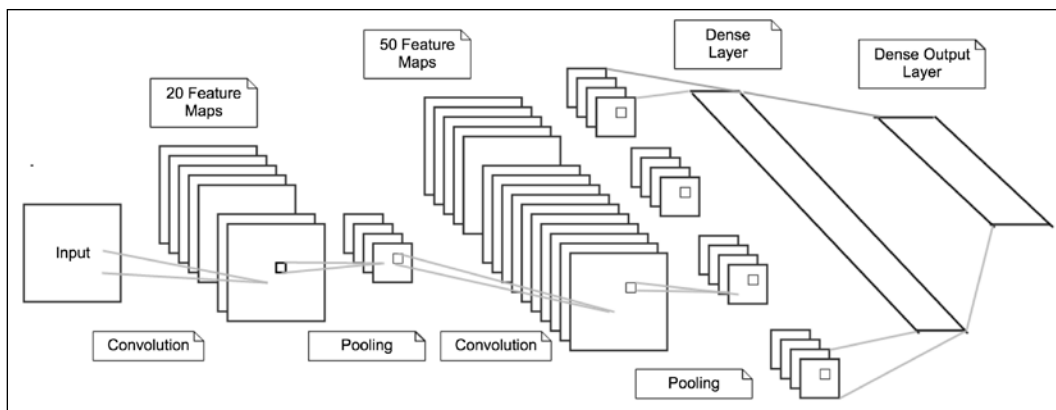 50 Feature
Maps
Dense
Layer
Dense Output
Layer
20 Feature
Maps
Input
Convolution
Pooling
Convolution
Pooling